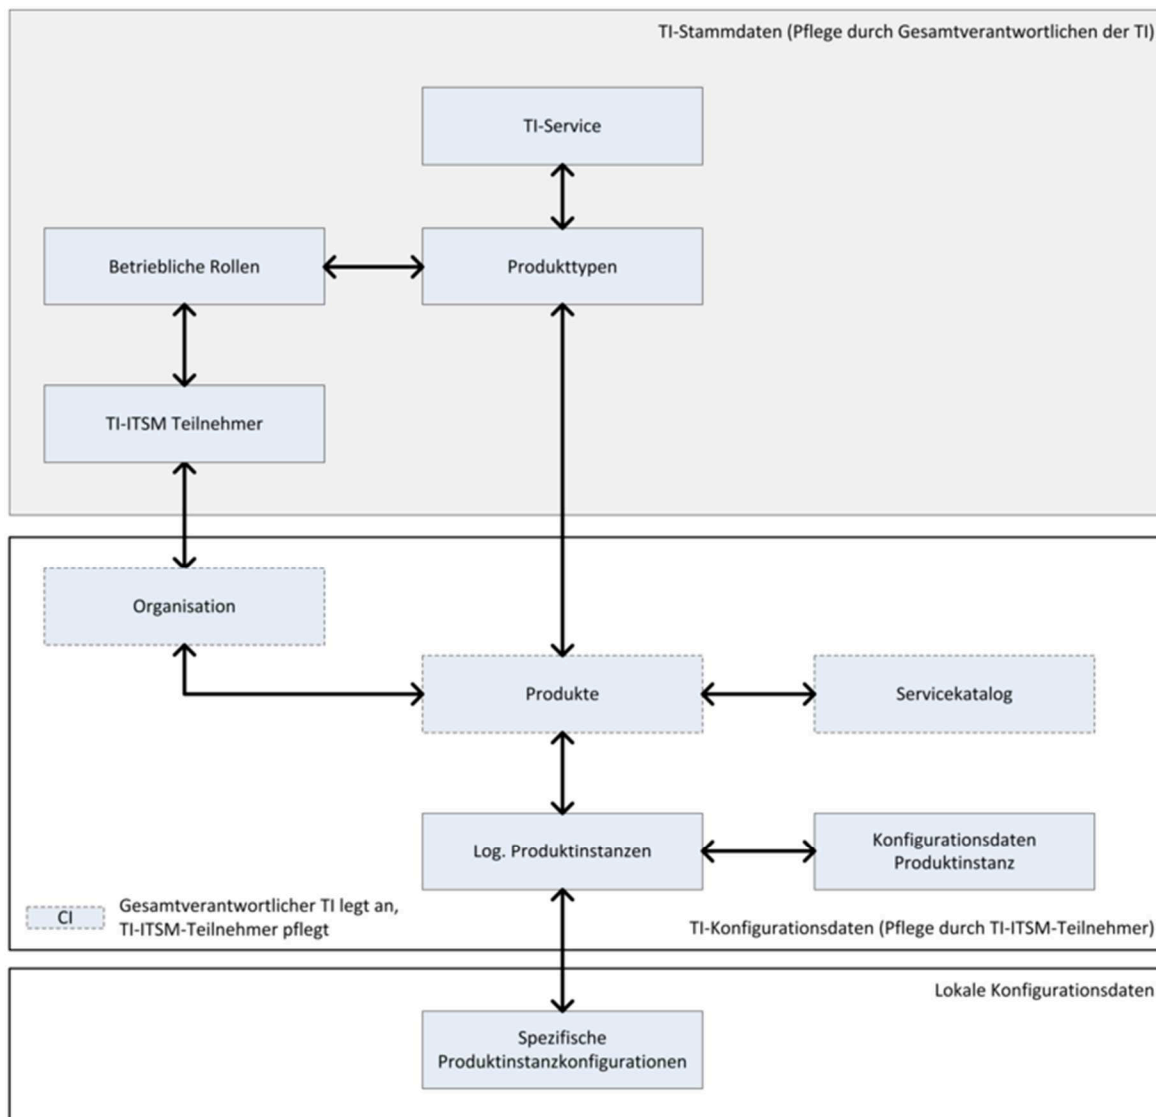 TI-Stammdaten (Pflege durch Gesamtverantwortlichen der TI)
TI-Service
Betriebliche Rollen
Produkttypen
TI-ITSM Teilnehmer
Organisation
Produkte
Servicekatalog
Log. Produktinstanzen
Konfigurationsdaten
Produktinstanz
CI
Gesamtverantwortlicher TI legt an,
TI-ITSM-Teilnehmer pflegt
TI-Konfigurationsdaten (Pflege durch TI-ITSM-Teilnehmer)
Lokale Konfigurationsdaten
Spezifische
Produktinstanzkonfigurationen